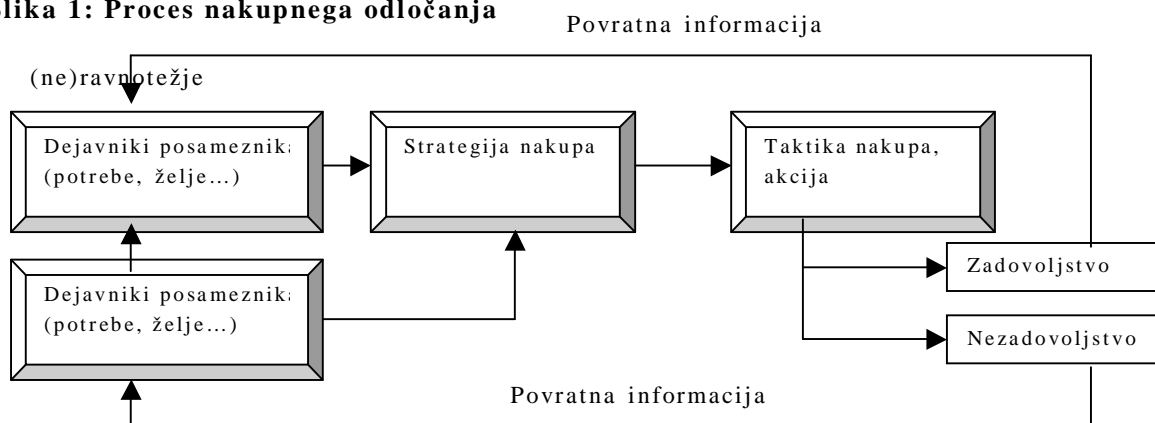 Slika 1: Proces nakupnega odločanja
Povratna informacija
(ne)ravnotežje
Dejavniki posameznika
(potrebe, želje...)
Strategija nakupa
Taktika nakupa,
akcija
Zadovoljstvo
Dejavniki posameznika
(potrebe, želje...)
Nezadovoljstvo
Povratna informacija